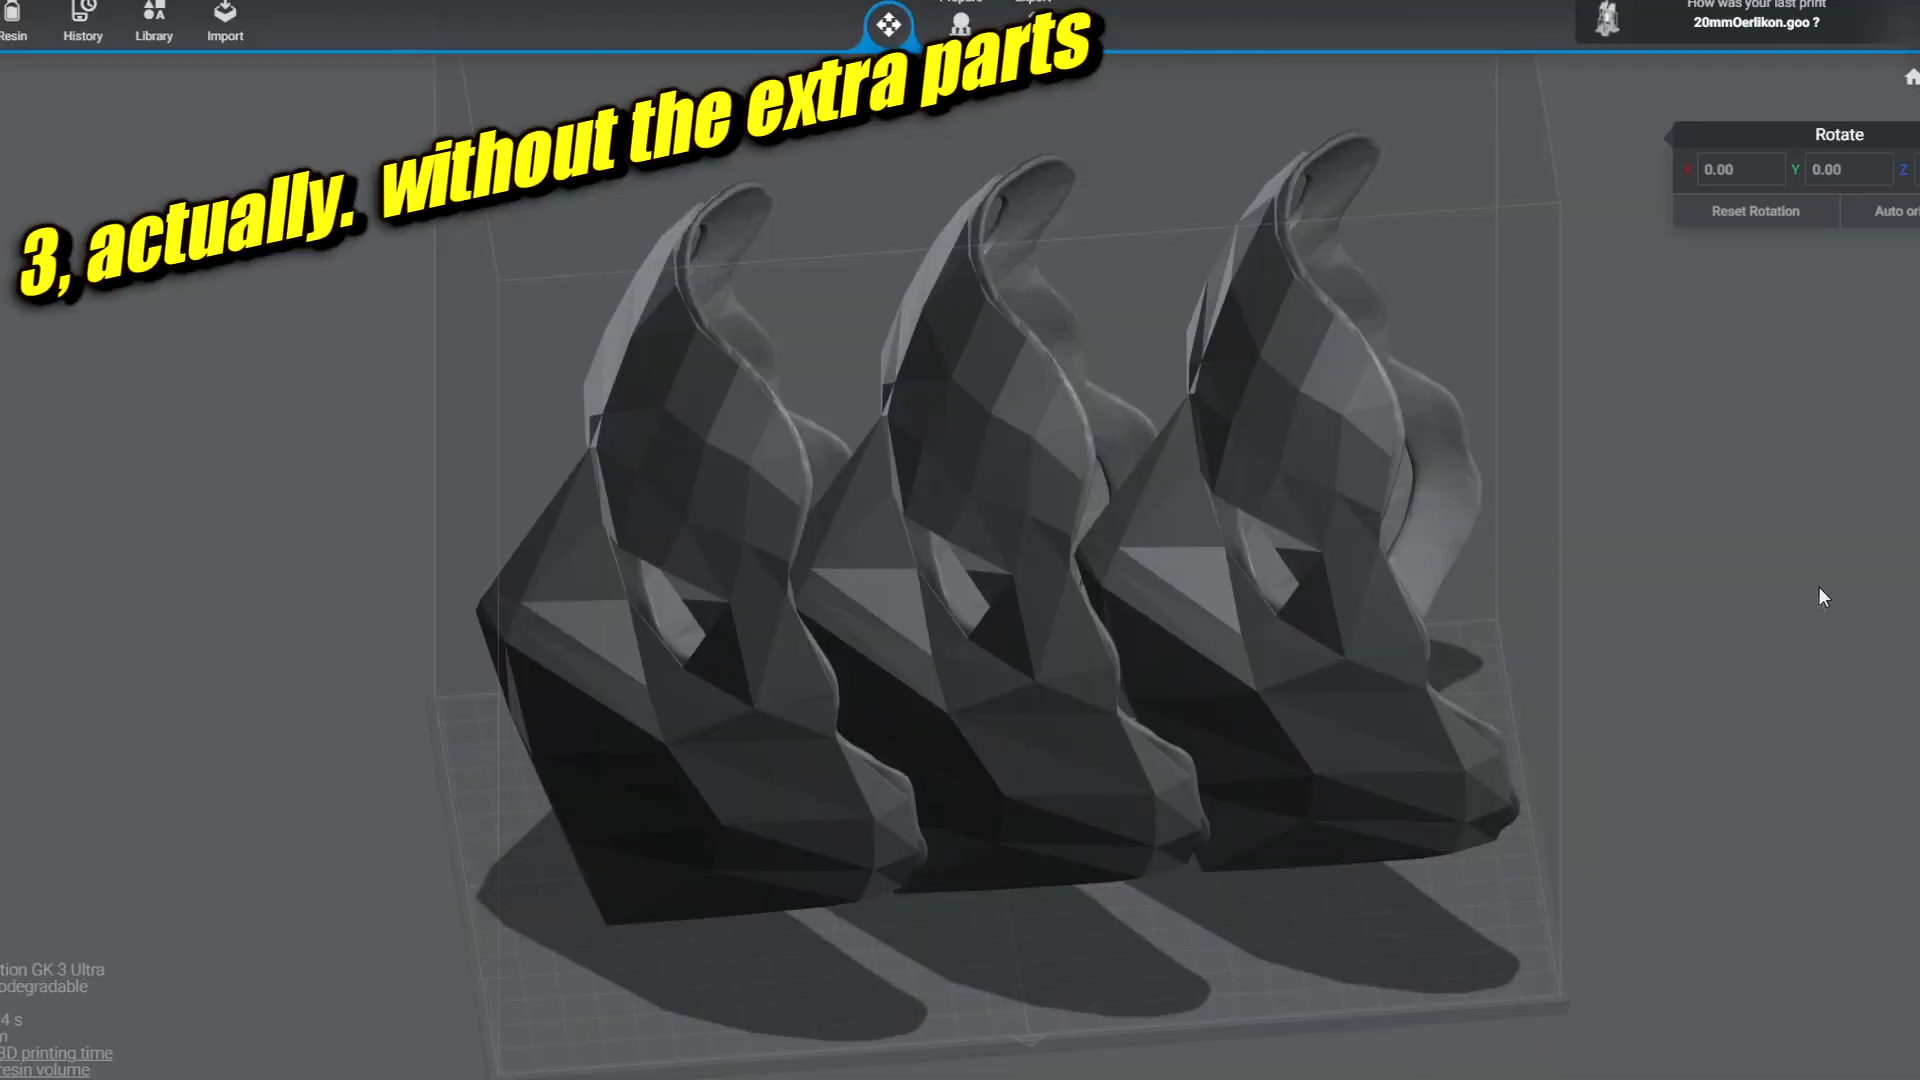 Resin
History
Library
Import
How was your last print
20mmOerlikon.goo ?
3, actually. without the extra parts
Rotate
X 0.00 Y 0.00 Z
Reset Rotation
Auto ori
tion GK 3 Ultra
odegradable
4 s
3D printing time
resin volume